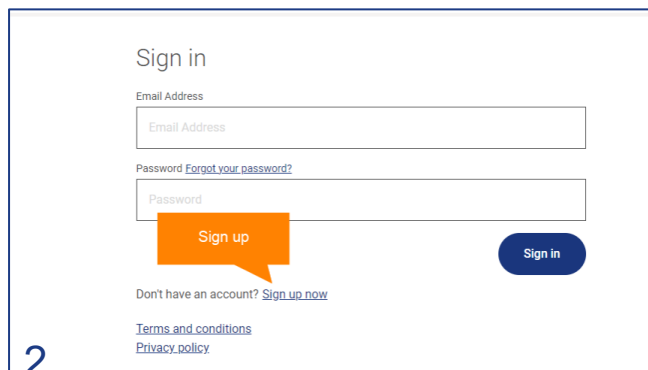 Sign in
Email Address
Email Address
Password Forgot your password?
Password
Sign up
Sign in
Don't have an account? Sign up now
Terms and conditions
Privacy policy
2